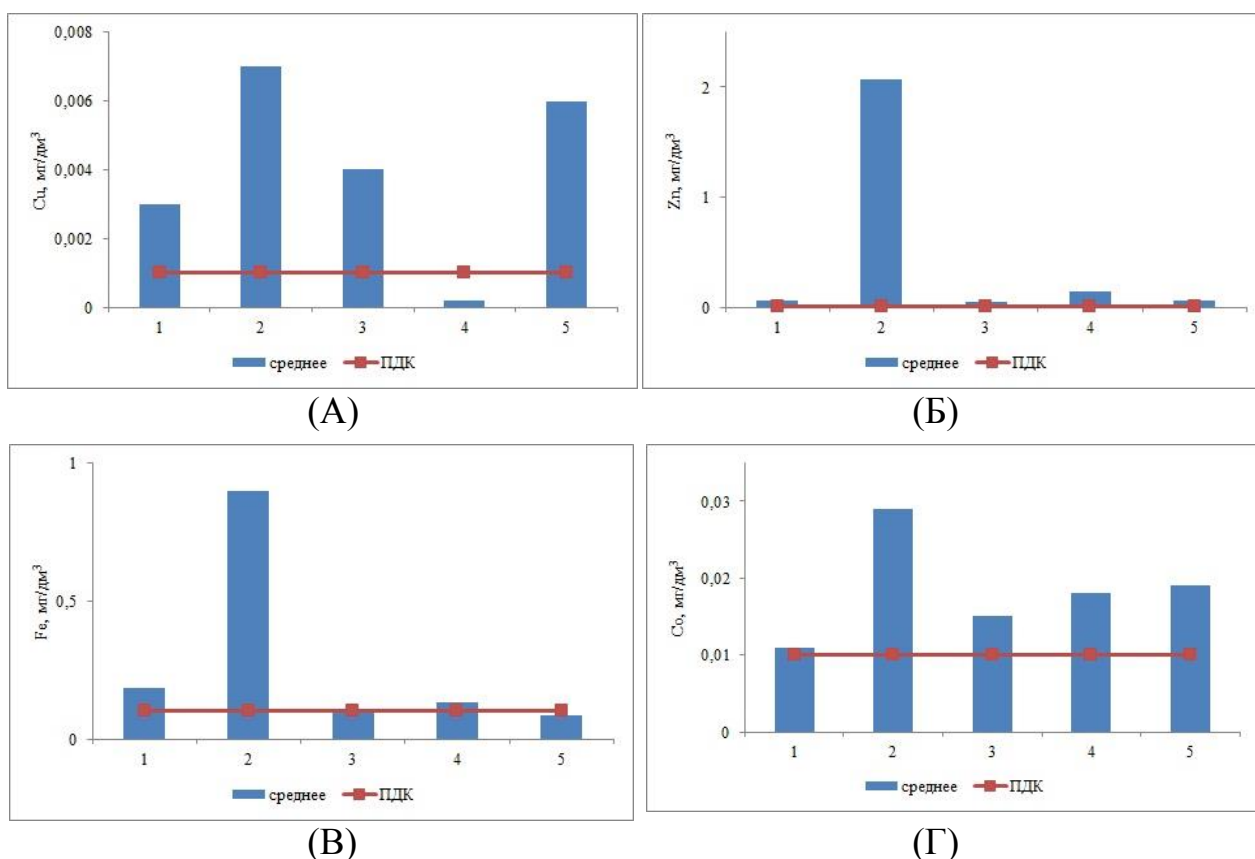 0,008
0,006
0,004
0,002
0
Cu, мг/дм³
1 2 3 4 5
среднее ПДК
(А)
2
1
0
Zn, мг/дм³
1 2 3 4 5
среднее ПДК
(Б)
1
0,5
0
Fe, мг/дм³
1 2 3 4 5
среднее ПДК
(В)
0,03
0,02
0,01
0
Co, мг/дм³
1 2 3 4 5
среднее ПДК
(Г)